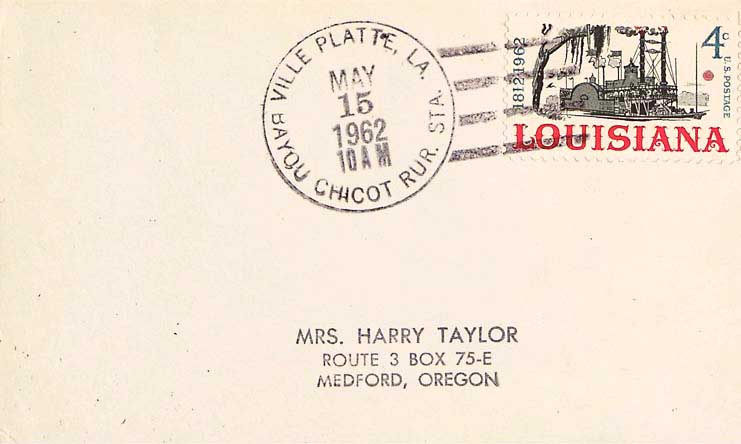 VILLE PLATTE, LA.
MAY
15
1962
10 AM
BAYOU CHICOT RUR. STA.
1812-1962
4¢
U.S. POSTAGE
LOUISIANA
MRS. HARRY TAYLOR
ROUTE 3 BOX 75-E
MEDFORD, OREGON